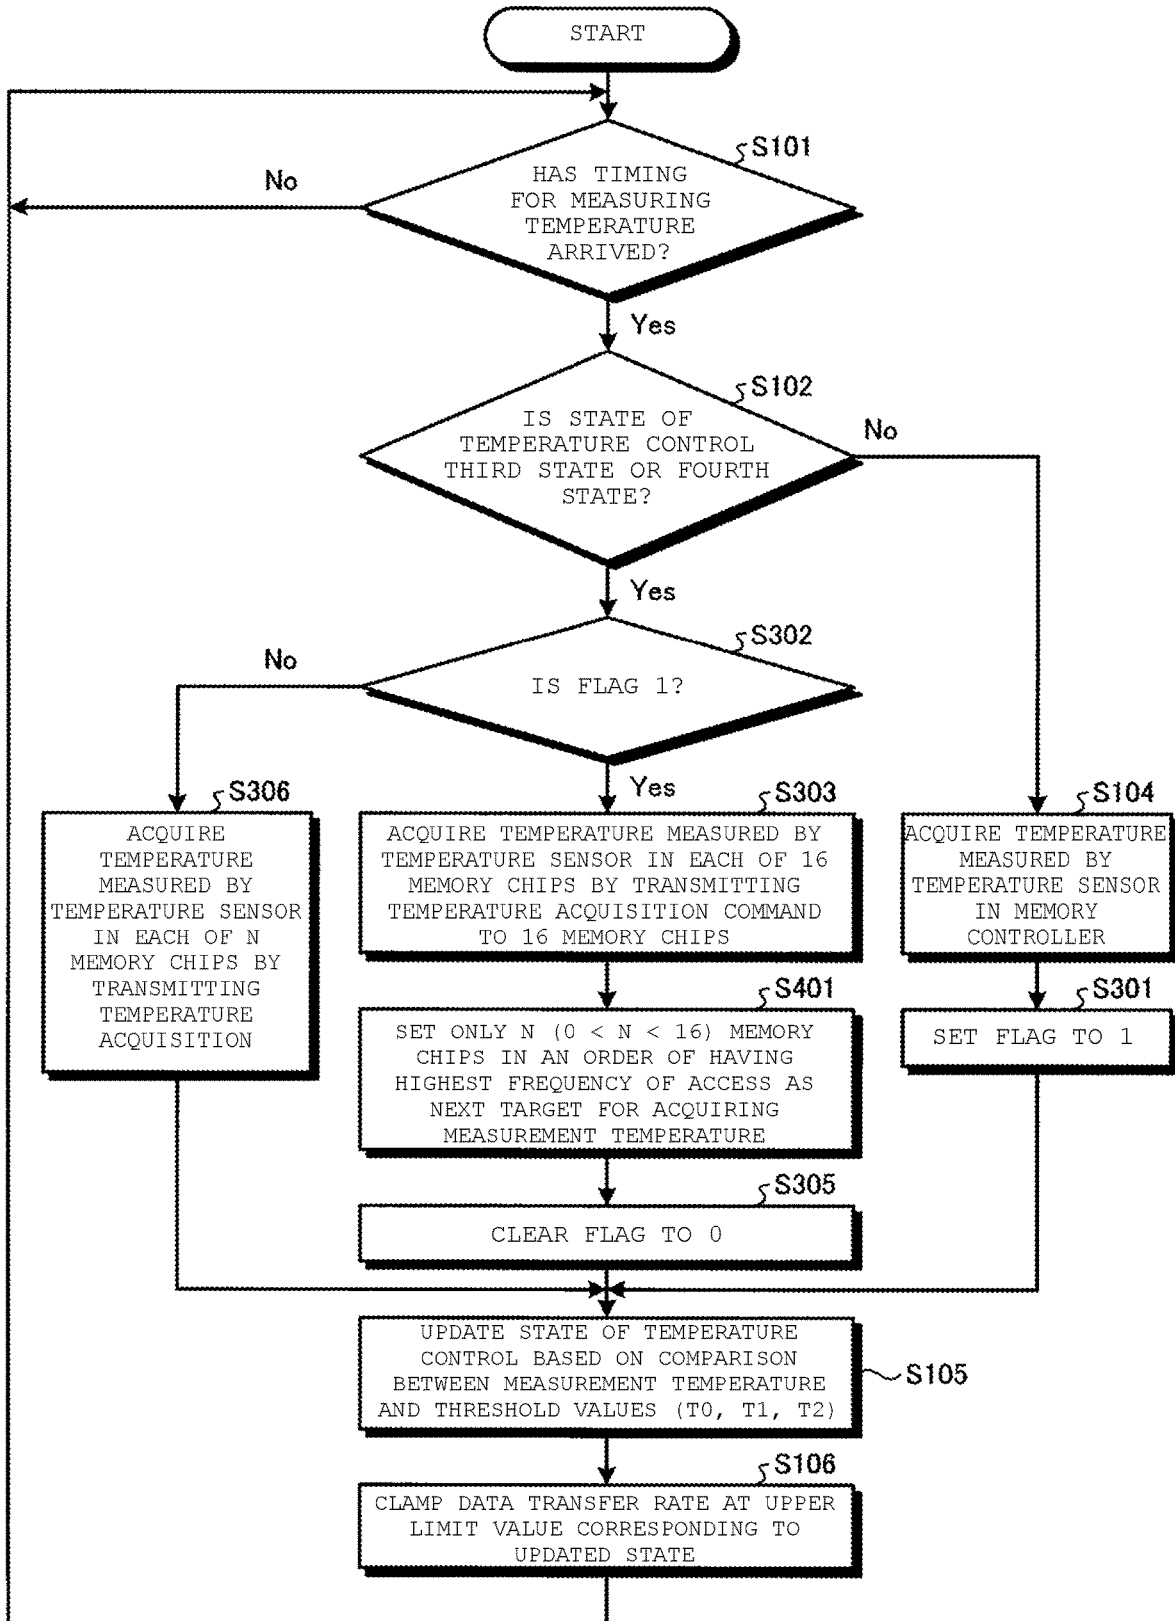 START
S101
HAS TIMING
FOR MEASURING
TEMPERATURE
ARRIVED?
No
Yes
S102
IS STATE OF
TEMPERATURE CONTROL
THIRD STATE OR FOURTH
STATE?
No
Yes
S302
IS FLAG 1?
No
Yes
S306
ACQUIRE
TEMPERATURE
MEASURED BY
TEMPERATURE SENSOR
IN EACH OF N
MEMORY CHIPS BY
TRANSMITTING
TEMPERATURE
ACQUISITION
S303
ACQUIRE TEMPERATURE MEASURED BY
TEMPERATURE SENSOR IN EACH OF 16
MEMORY CHIPS BY TRANSMITTING
TEMPERATURE ACQUISITION COMMAND
TO 16 MEMORY CHIPS
S104
ACQUIRE TEMPERATURE
MEASURED BY
TEMPERATURE SENSOR
IN MEMORY
CONTROLLER
S401
SET ONLY N (0 < N < 16) MEMORY
CHIPS IN AN ORDER OF HAVING
HIGHEST FREQUENCY OF ACCESS AS
NEXT TARGET FOR ACQUIRING
MEASUREMENT TEMPERATURE
S301
SET FLAG TO 1
S305
CLEAR FLAG TO 0
UPDATE STATE OF TEMPERATURE
CONTROL BASED ON COMPARISON
BETWEEN MEASUREMENT TEMPERATURE
AND THRESHOLD VALUES (T0, T1, T2)
S105
S106
CLAMP DATA TRANSFER RATE AT UPPER
LIMIT VALUE CORRESPONDING TO
UPDATED STATE